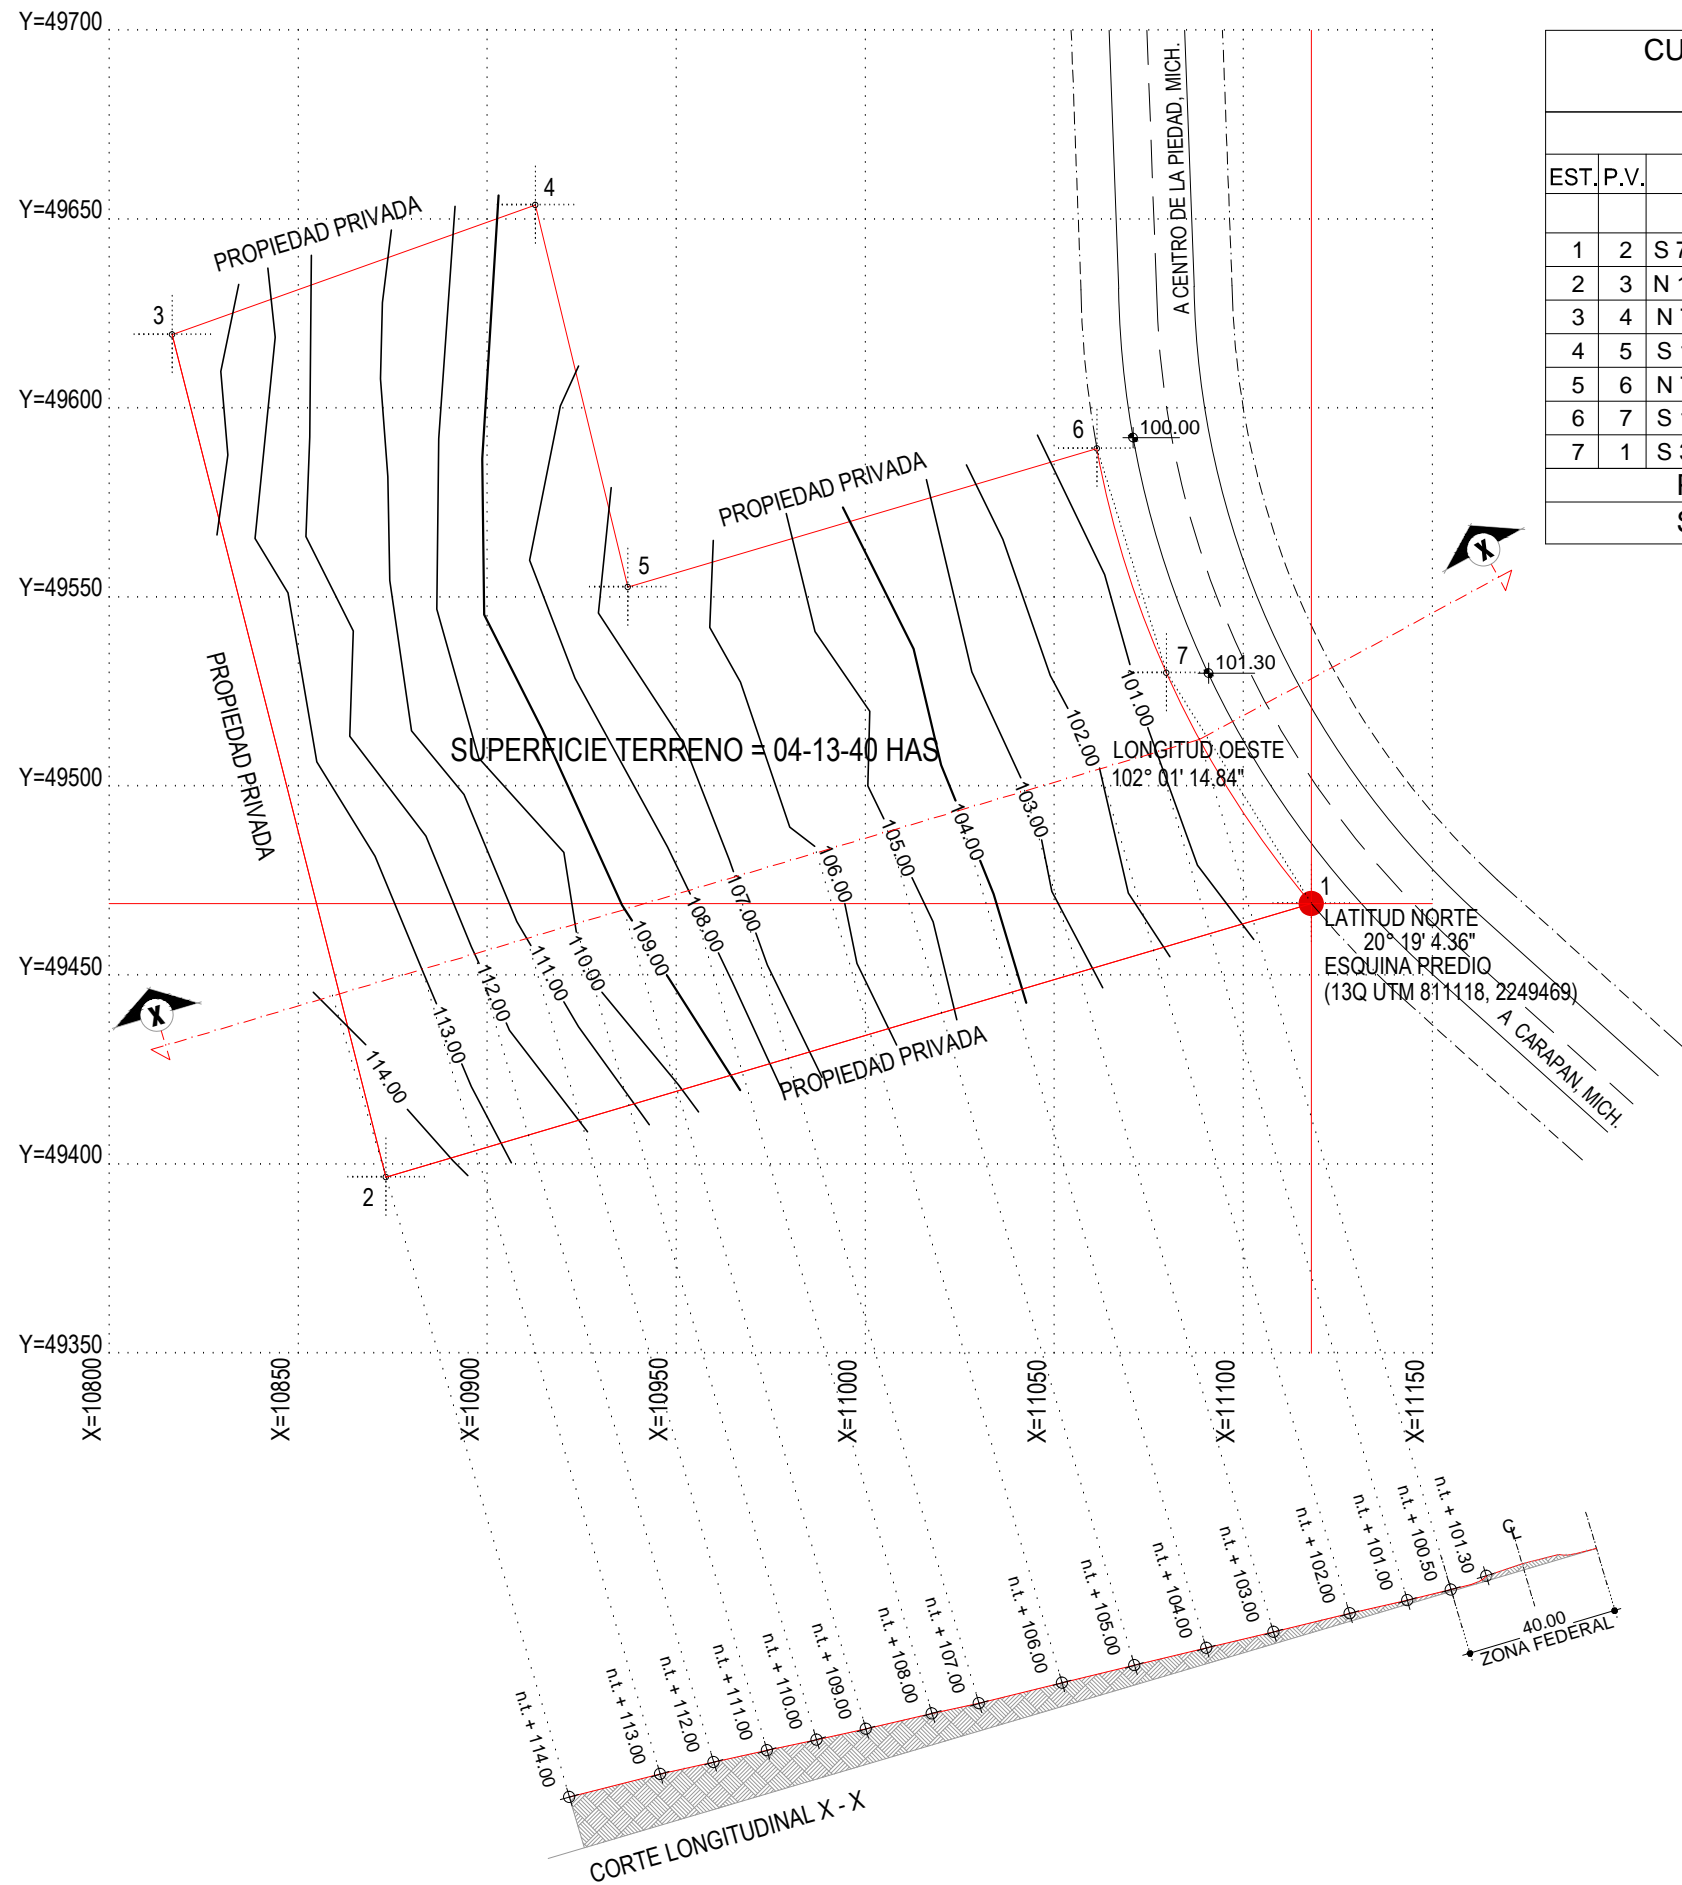 Y=49700
Y=49650
Y=49600
Y=49550
Y=49500
Y=49450
Y=49400
Y=49350
X=10800
X=10850
X=10900
X=10950
X=11000
X=11050
X=11100
X=11150
PROPIEDAD PRIVADA
3
4
PROPIEDAD PRIVADA
5
6
100.00
7
101.30
A CENTRO DE LA PIEDAD, MICH.
PROPIEDAD PRIVADA
SUPERFICIE TERRENO = 04-13-40 HAS
LONGITUD OESTE
102° 01' 14.84"
1
LATITUD NORTE
20° 19' 4.36"
ESQUINA PREDIO
(13Q UTM 811118, 2249469)
A CARAPAN, MICH.
PROPIEDAD PRIVADA
2
X
X
114.00
113.00
112.00
111.00
110.00
109.00
108.00
107.00
106.00
105.00
104.00
103.00
102.00
101.00
n.t. + 114.00
n.t. + 113.00
n.t. + 112.00
n.t. + 111.00
n.t. + 110.00
n.t. + 109.00
n.t. + 108.00
n.t. + 107.00
n.t. + 106.00
n.t. + 105.00
n.t. + 104.00
n.t. + 103.00
n.t. + 102.00
n.t. + 101.00
n.t. + 100.50
n.t. + 101.30
CL
40.00
ZONA FEDERAL
CORTE LONGITUDINAL X - X
CU
EST. P.V.
1 2 S 7
2 3 N 1
3 4 N
4 5 S
5 6 N
6 7 S
7 1 S 3
S